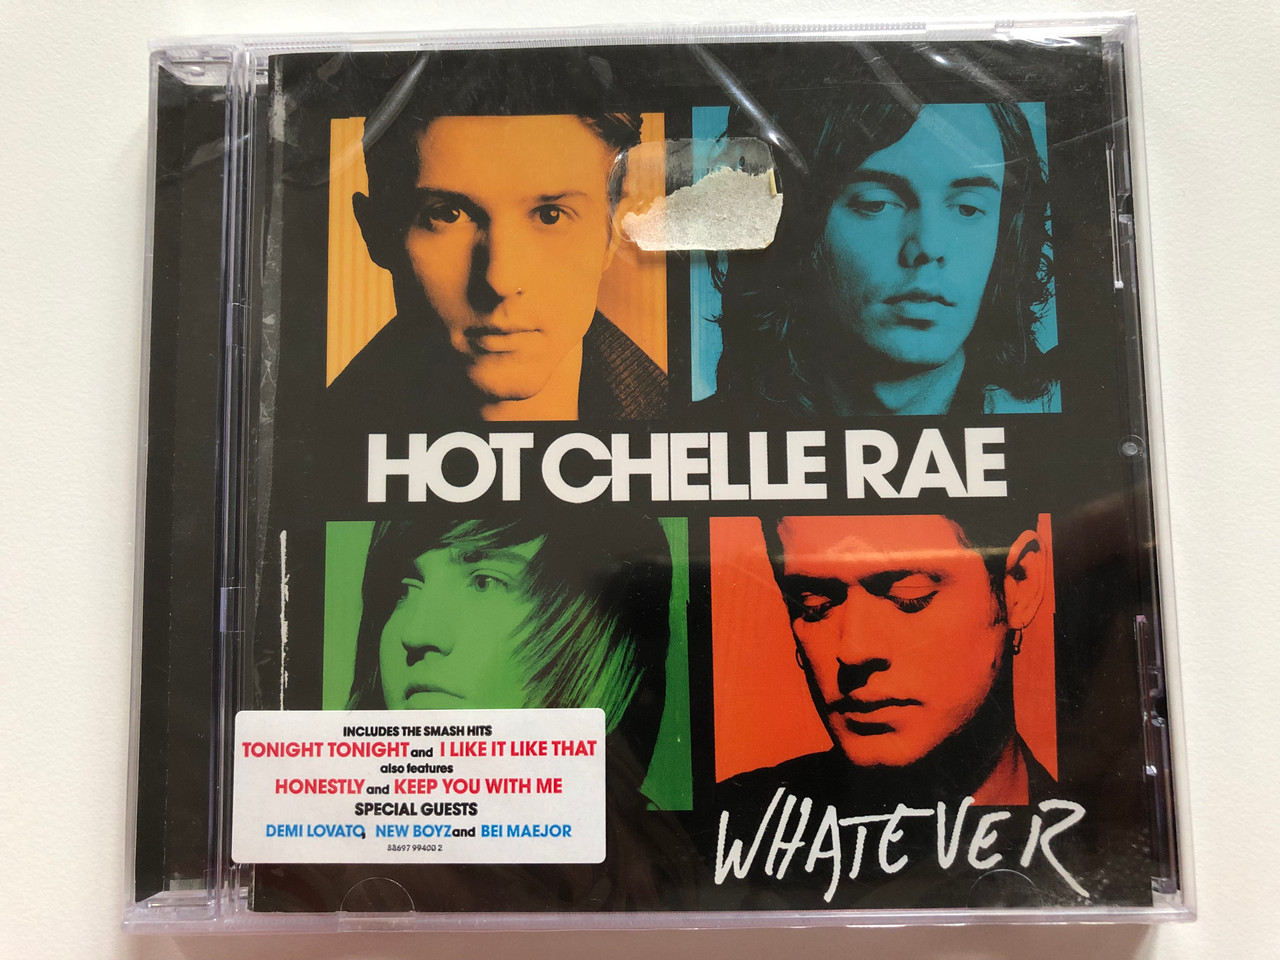 HOT CHELLE RAE
INCLUDES THE SMASH HITS
TONIGHT TONIGHT and I LIKE IT LIKE THAT
also features
HONESTLY and KEEP YOU WITH ME
SPECIAL GUESTS
DEMI LOVATO, NEW BOYZ and BEI MAEJOR
88697 99400 2
WHATEVER